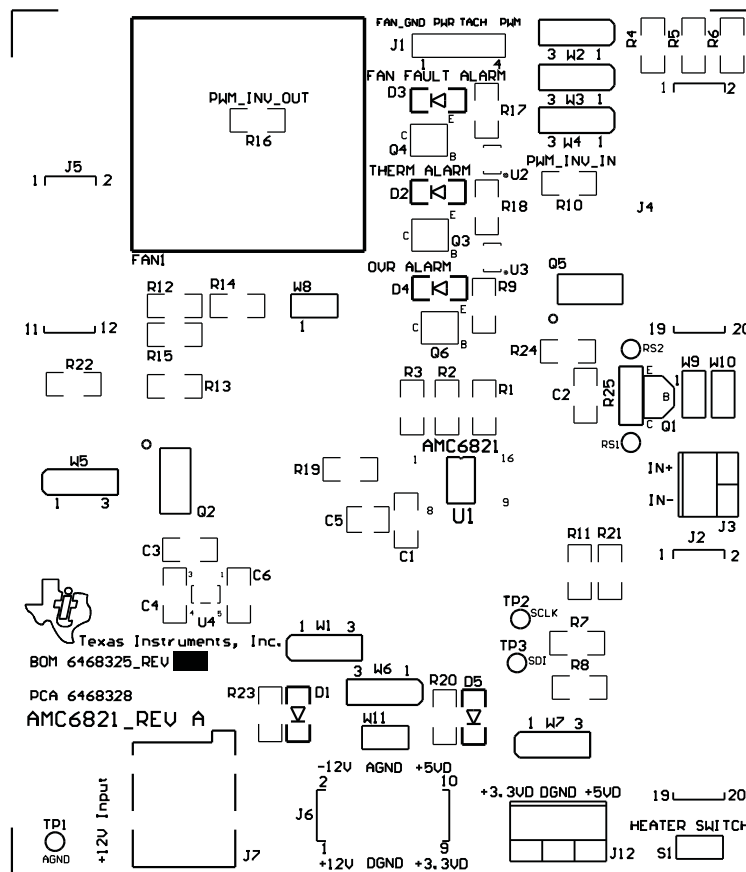 FAN_GND PWR TACH PWM
J1
1 4
3 W2 1
R4
R5
R6
1 2
FAN FAULT ALARM
D3
E
C
B
Q4
R17
3 W3 1
3 W4 1
PWM_INV_OUT
R16
U2
PWM_INV_IN
R10
J5
1 2
THERM ALARM
D2
E
C
B
Q3
R18
J4
FAN1
U3
OVR ALARM
D4
E
C
B
Q6
R9
Q5
R12
R14
W8
1
R15
11 12
19 20
R24
RS2
R22
R13
R3
R2
R1
C2
R25
E
B
C
Q1
1
W9
W10
RS1
AMC6821
1 16
8 9
U1
R19
W5
1 3
Q2
C5
C1
IN+
IN-
J3
J2
1 2
C3
R11
R21
3 1
C6
C4
4 5
U4
TP2
SCLK
R7
TP3
SDI
R8
Texas Instruments, Inc.
1 W1 3
BOM 6468325_REV
3 W6 1
PCA 6468328
R23
D1
R20
D5
AMC6821_REV A
W11
1 W7 3
-12V AGND +5VD
2 10
J6
1 9
+12V DGND +3.3VD
+3.3VD DGND +5VD
J12
19 20
HEATER SWITCH
S1
TP1
AGND
+12V Input
J7